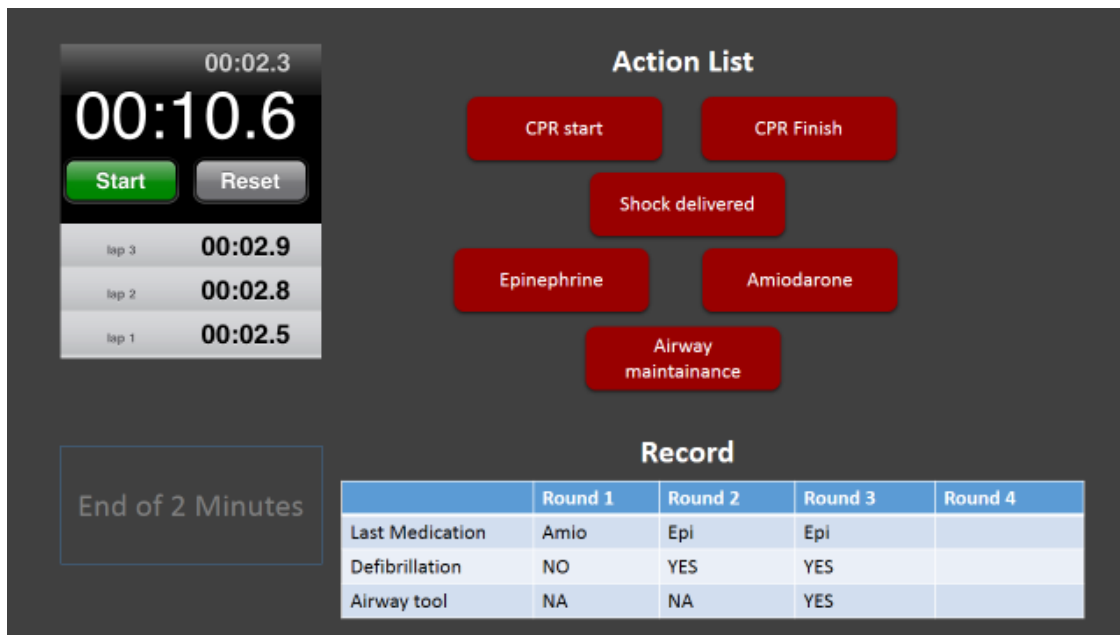 00:02.3
00:10.6
Start Reset
lap 3 00:02.9
lap 2 00:02.8
lap 1 00:02.5
Action List
CPR start CPR Finish
Shock delivered
Epinephrine Amiodarone
Airway
maintainance
End of 2 Minutes
Record
Round 1 Round 2 Round 3 Round 4
Last Medication Amio Epi Epi
Defibrillation NO YES YES
Airway tool NA NA YES